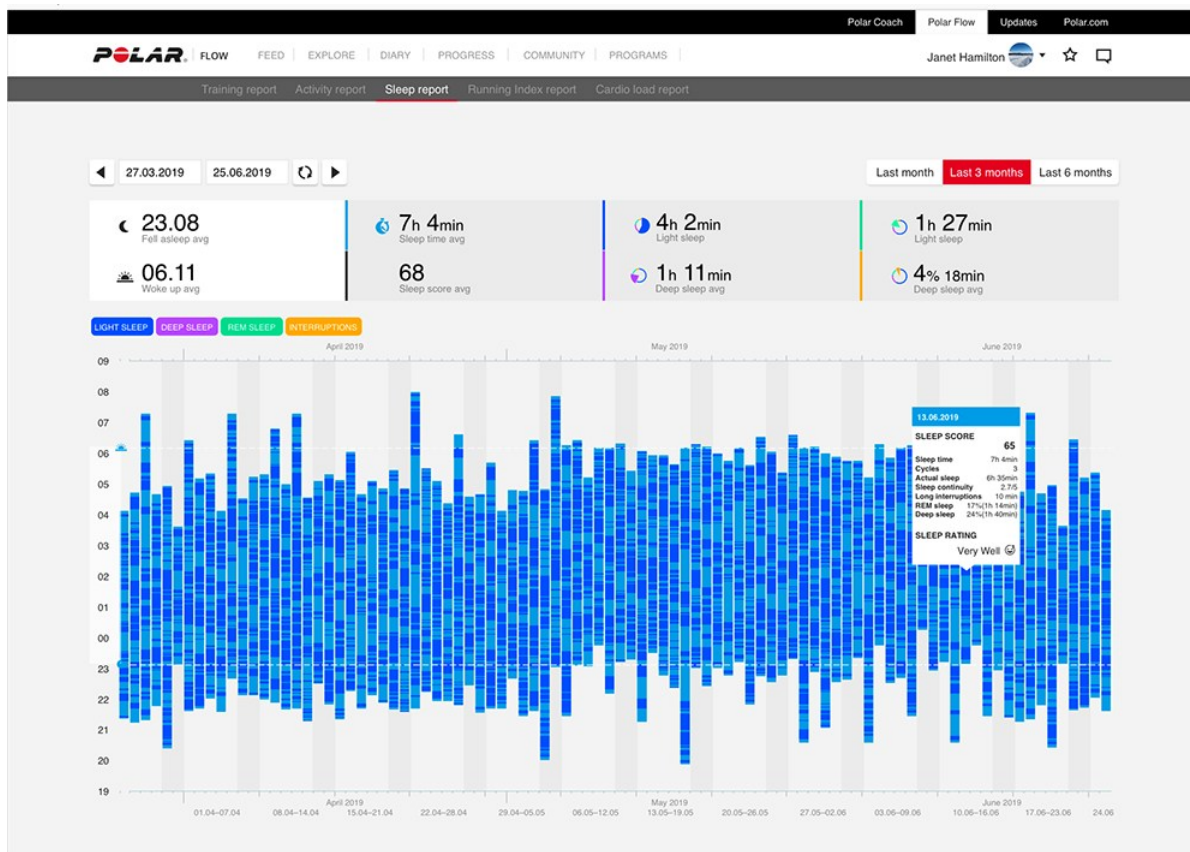 Polar Coach Polar Flow Updates Polar.com
POLAR. FLOW FEED EXPLORE DIARY PROGRESS COMMUNITY PROGRAMS Janet Hamilton
Training report Activity report Sleep report Running Index report Cardio load report
27.03.2019 25.06.2019 Last month Last 3 months Last 6 months
23.08
Fell asleep avg
06.11
Woke up avg
7h 4min
Sleep time avg
68
Sleep score avg
4h 2min
Light sleep
1h 11min
Deep sleep avg
1h 27min
Light sleep
4% 18min
Deep sleep avg
LIGHT SLEEP DEEP SLEEP REM SLEEP INTERRUPTIONS
April 2019 May 2019 June 2019
09
08
07
06
05
04
03
02
01
00
23
22
21
20
19
13.06.2019
SLEEP SCORE
65
Sleep time 7h 4min
Cycles 3
Actual sleep 6h 35min
Sleep continuity 2.7/5
Long interruptions 10 min
REM sleep 17%(1h 14min)
Deep sleep 24%(1h 40min)
SLEEP RATING
Very Well
April 2019 May 2019 June 2019
01.04–07.04 08.04–14.04 15.04–21.04 22.04–28.04 29.04–05.05 06.05–12.05 13.05–19.05 20.05–26.05 27.05–02.06 03.06–09.06 10.06–16.06 17.06–23.06 24.06